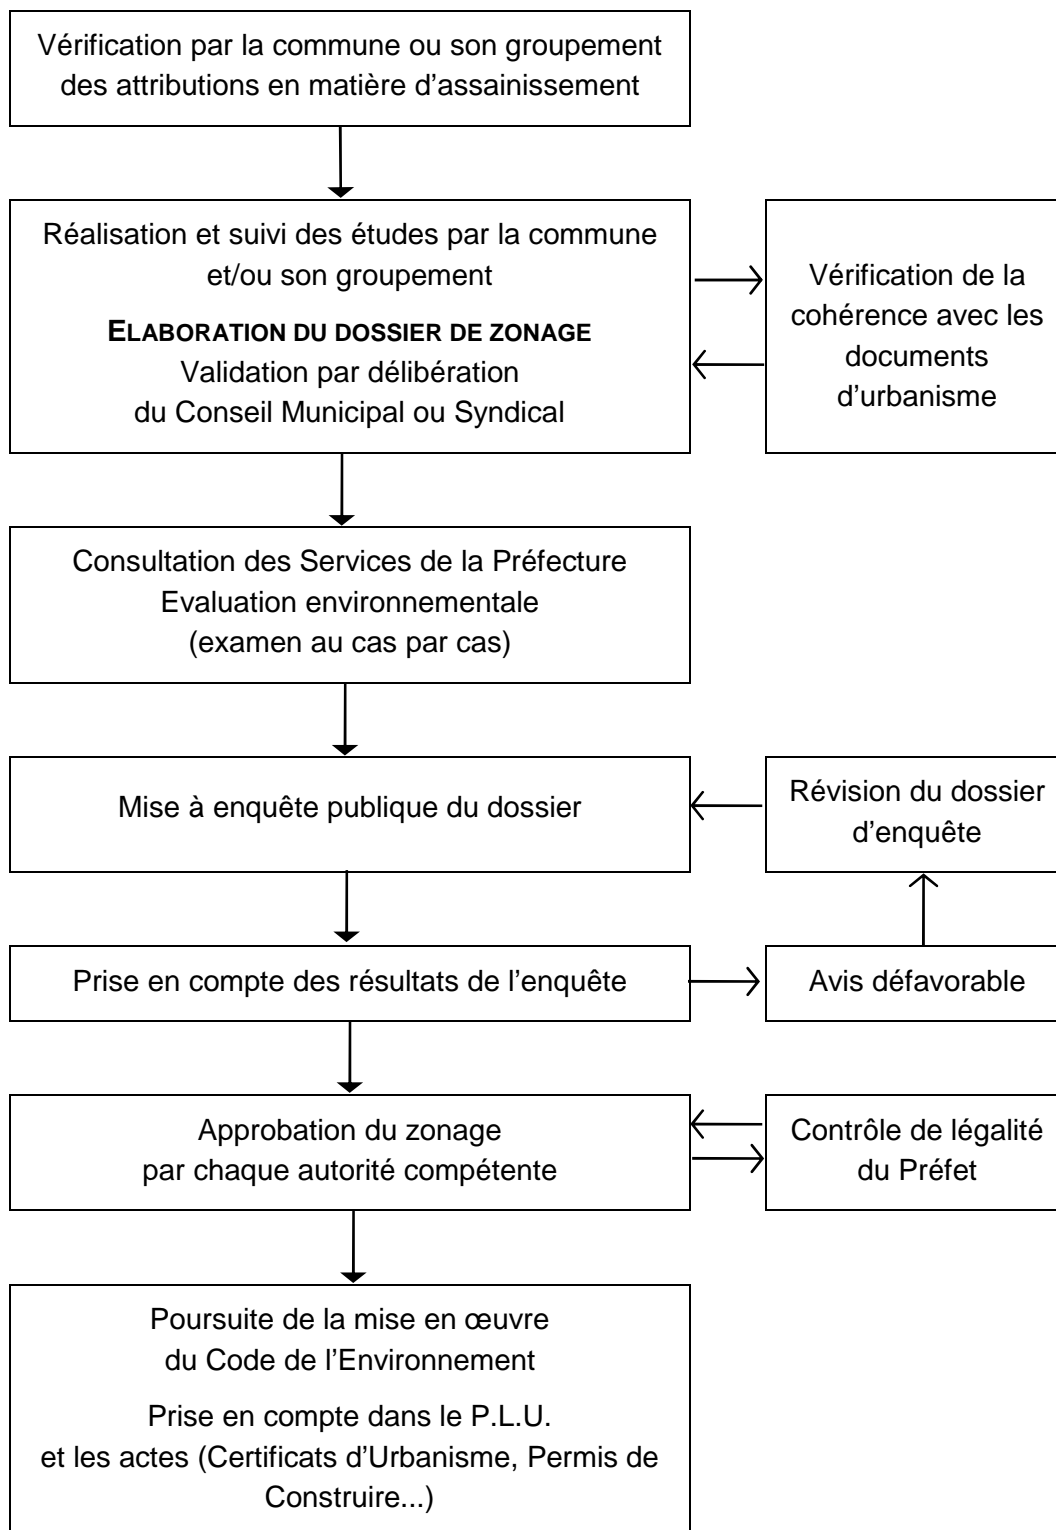 Vérification par la commune ou son groupement
des attributions en matière d’assainissement
Réalisation et suivi des études par la commune
et/ou son groupement
ELABORATION DU DOSSIER DE ZONAGE
Validation par délibération
du Conseil Municipal ou Syndical
Vérification de la
cohérence avec les
documents
d’urbanisme
Consultation des Services de la Préfecture
Evaluation environnementale
(examen au cas par cas)
Mise à enquête publique du dossier
Révision du dossier
d’enquête
Prise en compte des résultats de l’enquête
Avis défavorable
Approbation du zonage
par chaque autorité compétente
Contrôle de légalité
du Préfet
Poursuite de la mise en œuvre
du Code de l’Environnement
Prise en compte dans le P.L.U.
et les actes (Certificats d’Urbanisme, Permis de
Construire...)